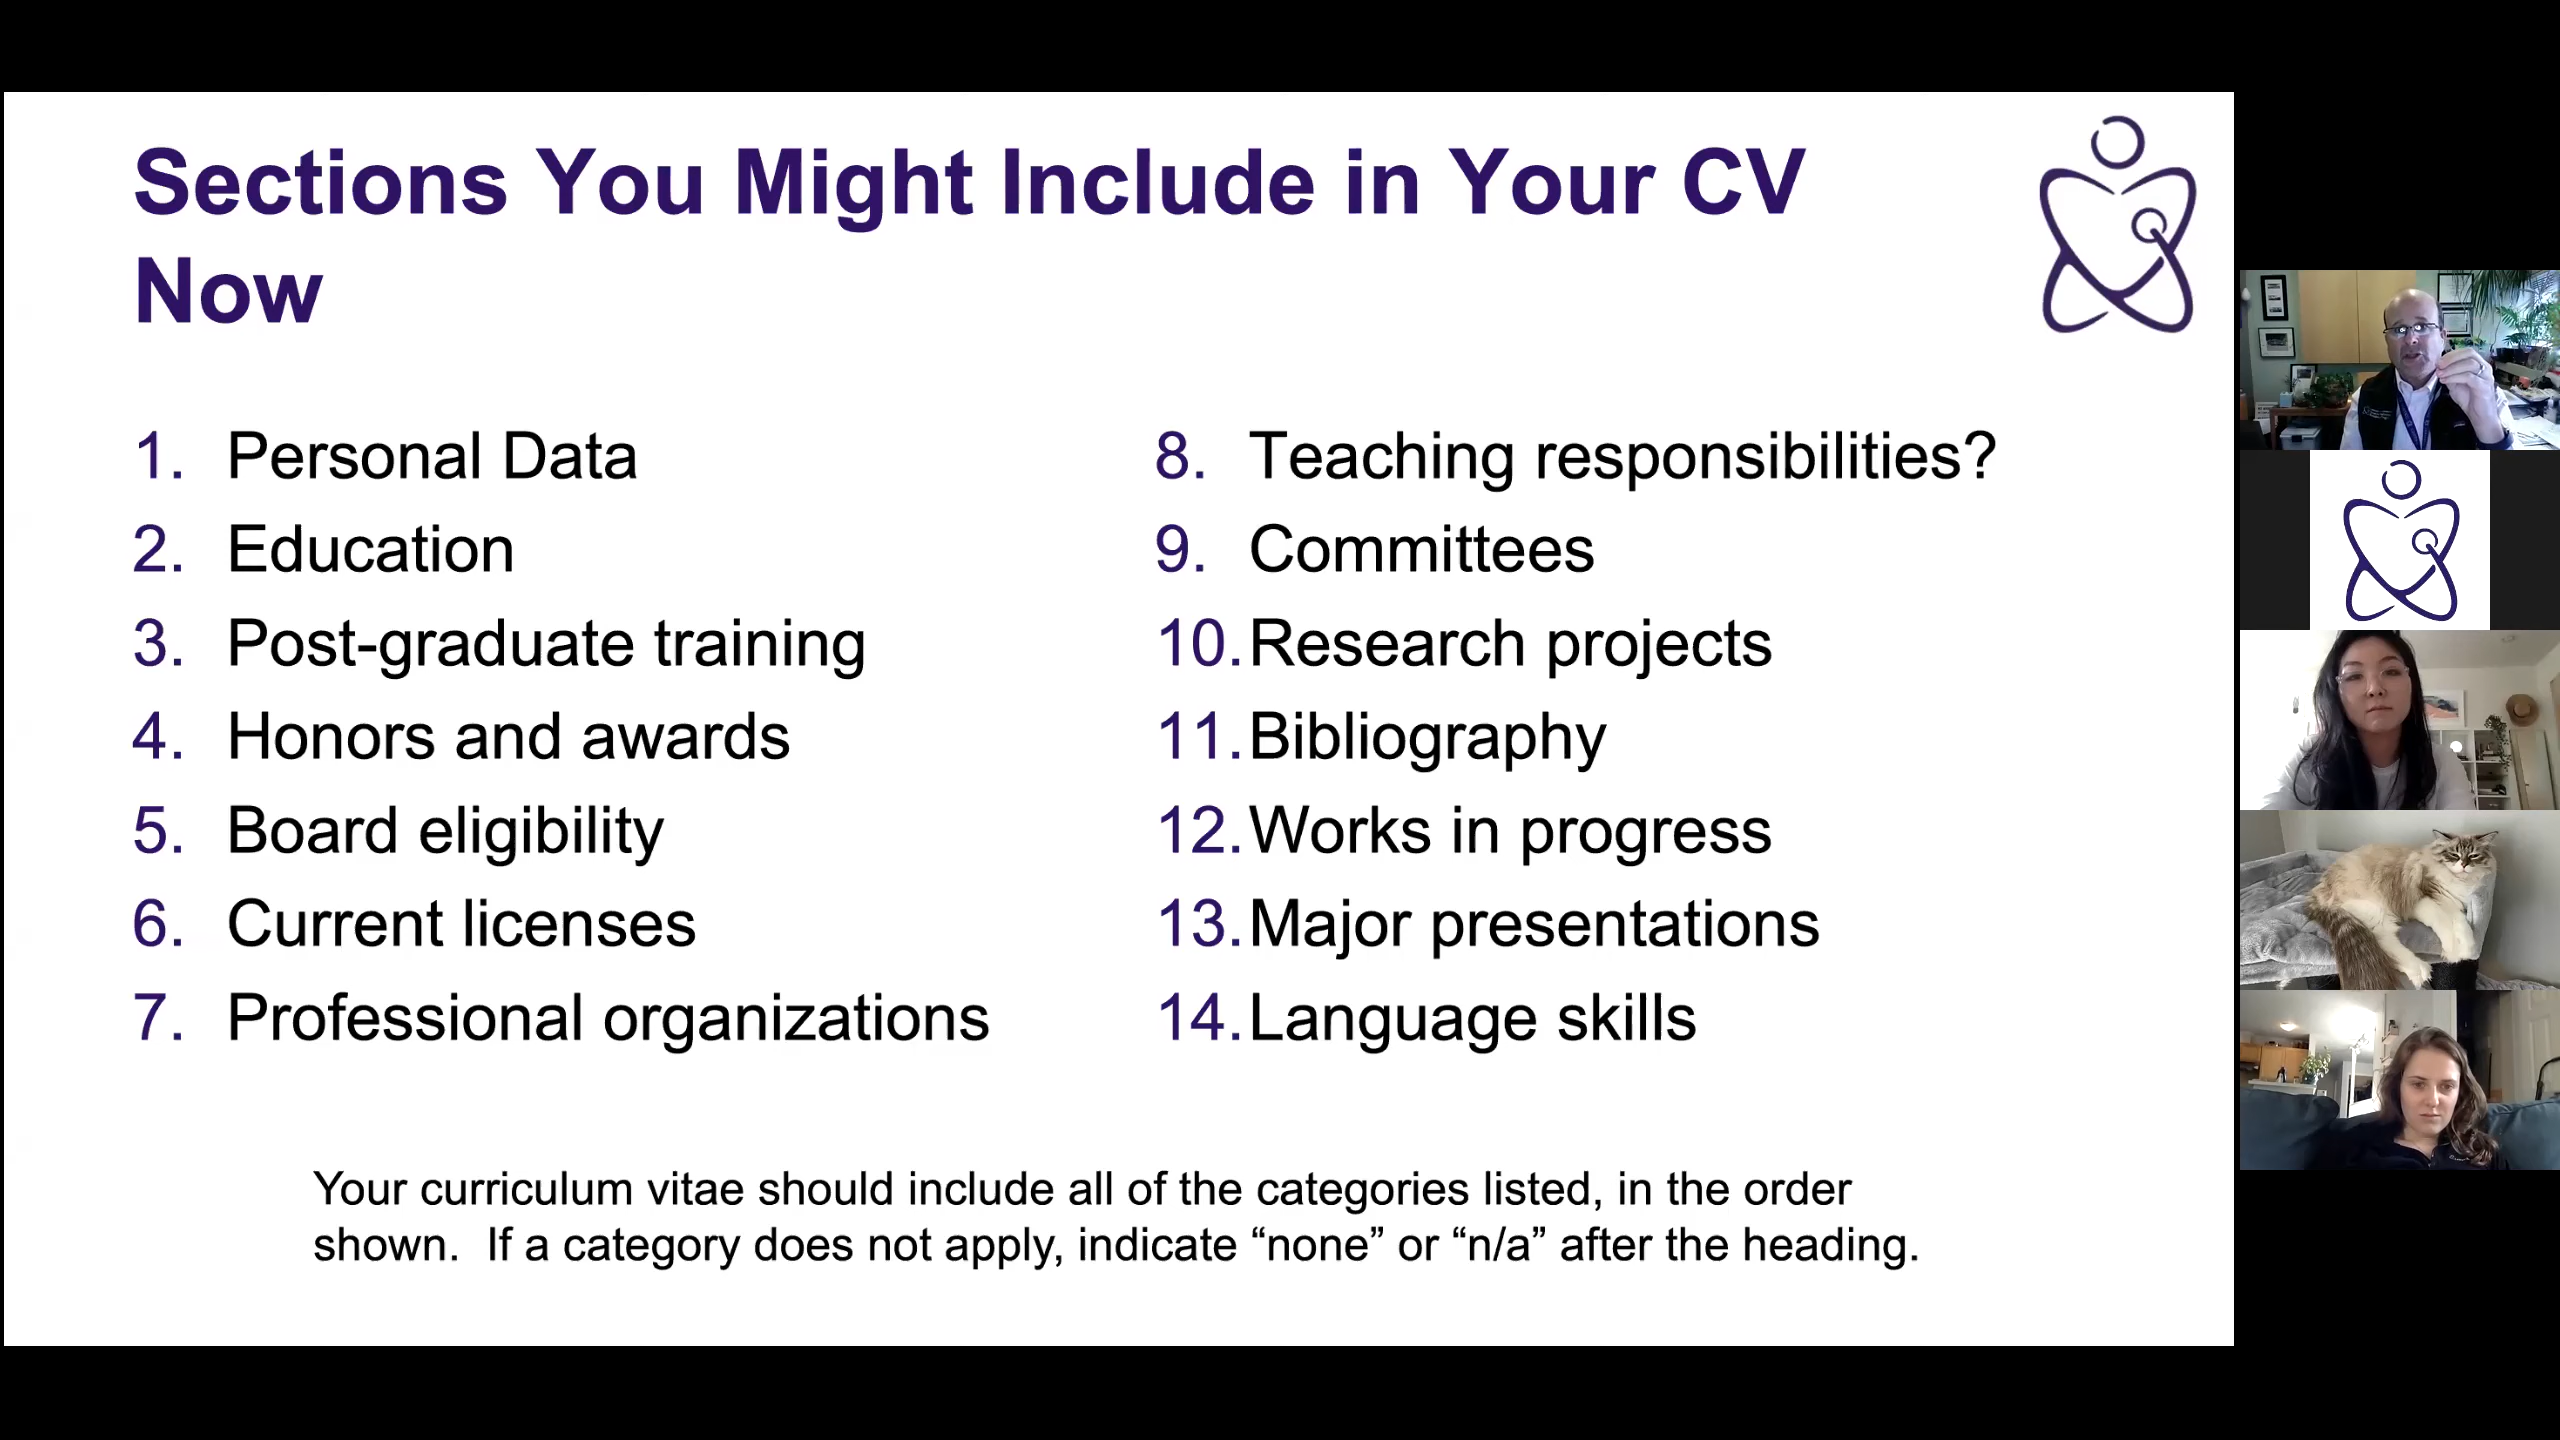 Sections You Might Include in Your CV
Now
1. Personal Data
2. Education
3. Post-graduate training
4. Honors and awards
5. Board eligibility
6. Current licenses
7. Professional organizations
8. Teaching responsibilities?
9. Committees
10. Research projects
11. Bibliography
12. Works in progress
13. Major presentations
14. Language skills
Your curriculum vitae should include all of the categories listed, in the order
shown.  If a category does not apply, indicate “none” or “n/a” after the heading.